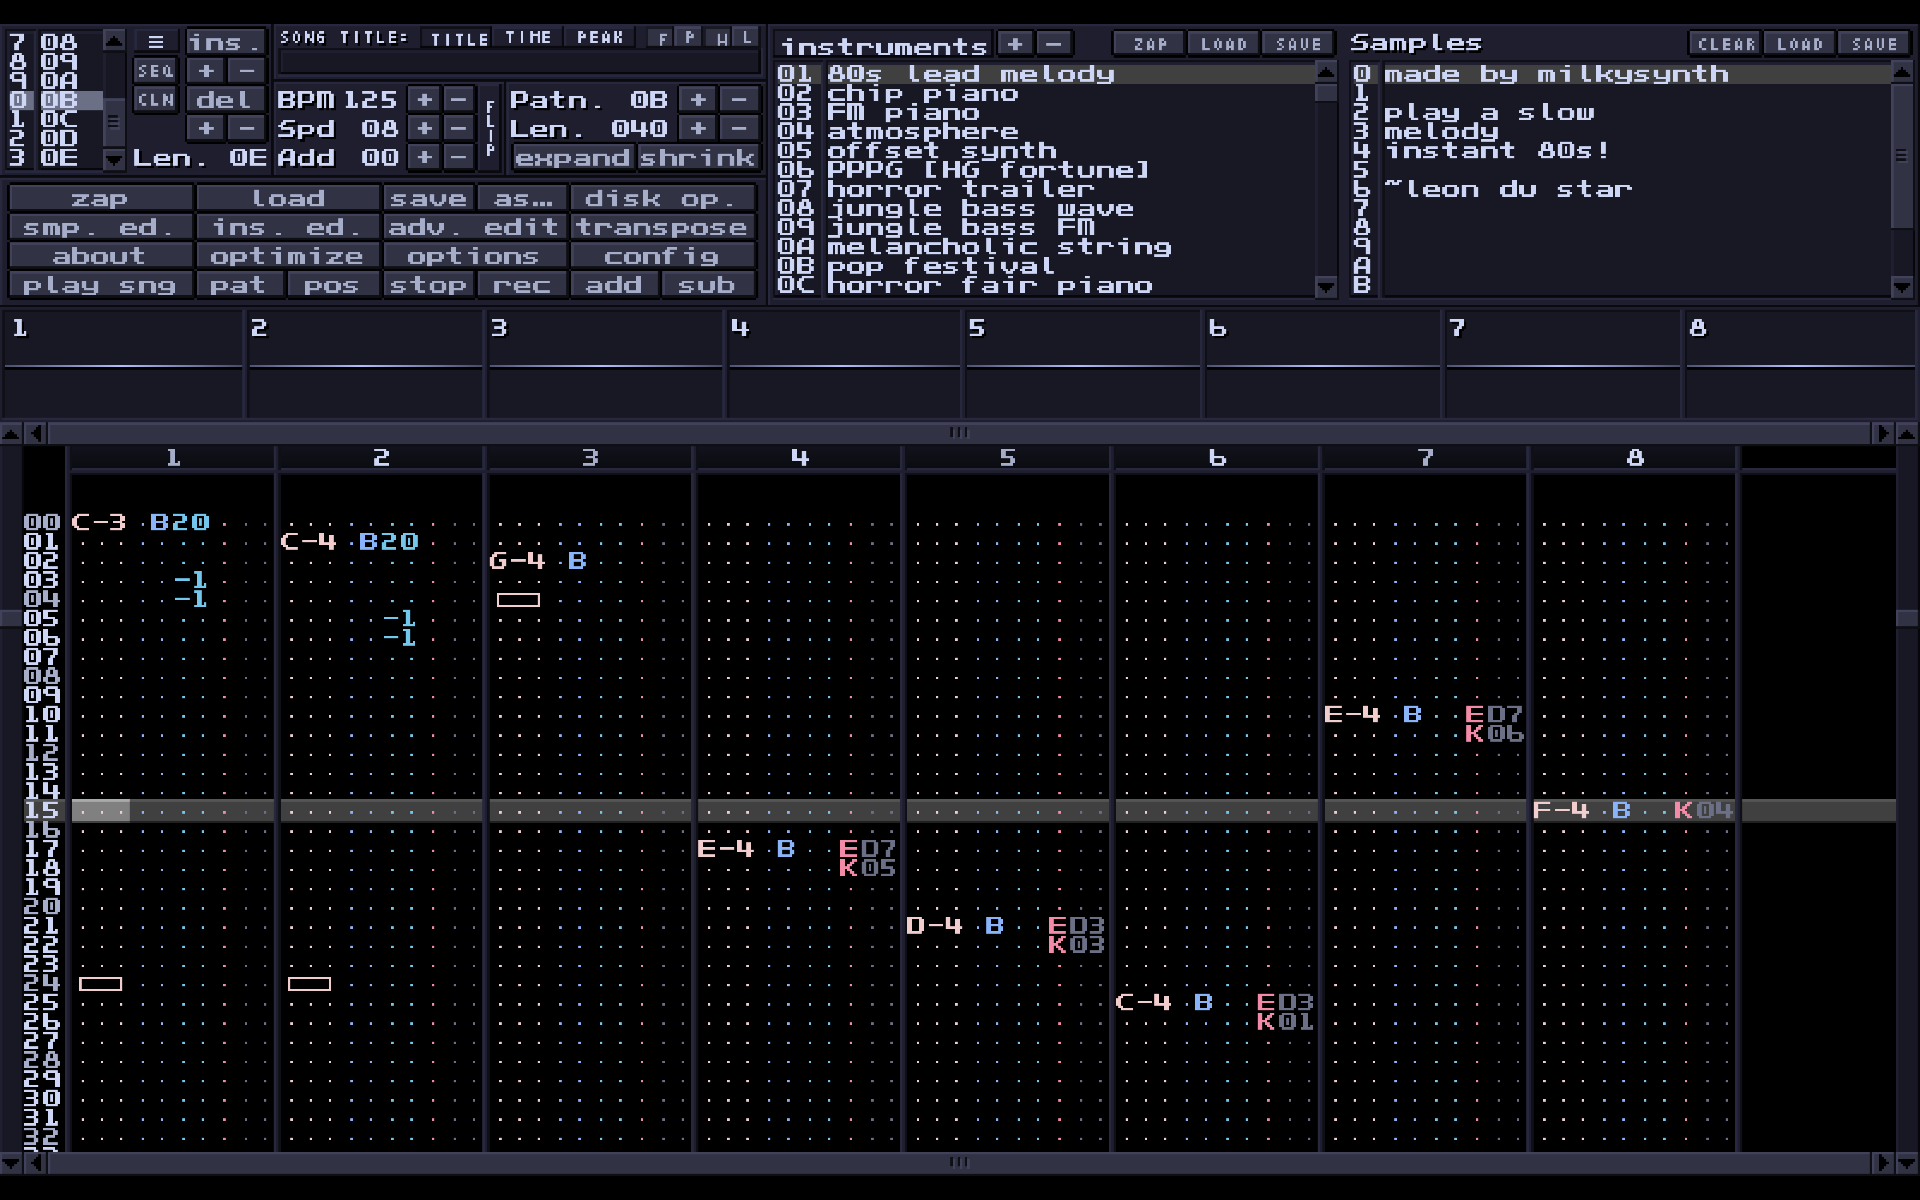 7 08
8 09
9 0A
0 0B
1 0C
2 0D
3 0E
ins.
SEQ + -
CLN del
+ -
Len. 0E
SONG TITLE: TITLE TIME PEAK F P W L
BPM 125 + -
Spd 08 + -
Add 00 + -
FLIP
Patn. 0B + -
Len. 040 + -
expand shrink
zap load save as... disk op.
smp. ed. ins. ed. adv. edit transpose
about optimize options config
play sng pat pos stop rec add sub
instruments + - ZAP LOAD SAVE
01 80s lead melody
02 chip piano
03 FM piano
04 atmosphere
05 offset synth
06 PPPG [HG fortune]
07 horror trailer
08 jungle bass wave
09 jungle bass FM
0A melancholic string
0B pop festival
0C horror fair piano
Samples CLEAR LOAD SAVE
0 made by milkysynth
1
2 play a slow
3 melody
4 instant 80s!
5
6 ~leon du star
7
8
9
A
B
1 2 3 4 5 6 7 8
1 2 3 4 5 6 7 8
00 C-3 B20
01 C-4 B20
02 G-4 B
03 -1
04 -1
05 -1
06 -1
07
08
09
10 E-4 B ED7
11 K06
12
13
14
15 F-4 B K04
16
17 E-4 B ED7
18 K05
19
20
21 D-4 B ED3
22 K03
23
24
25 C-4 B ED3
26 K01
27
28
29
30
31
32